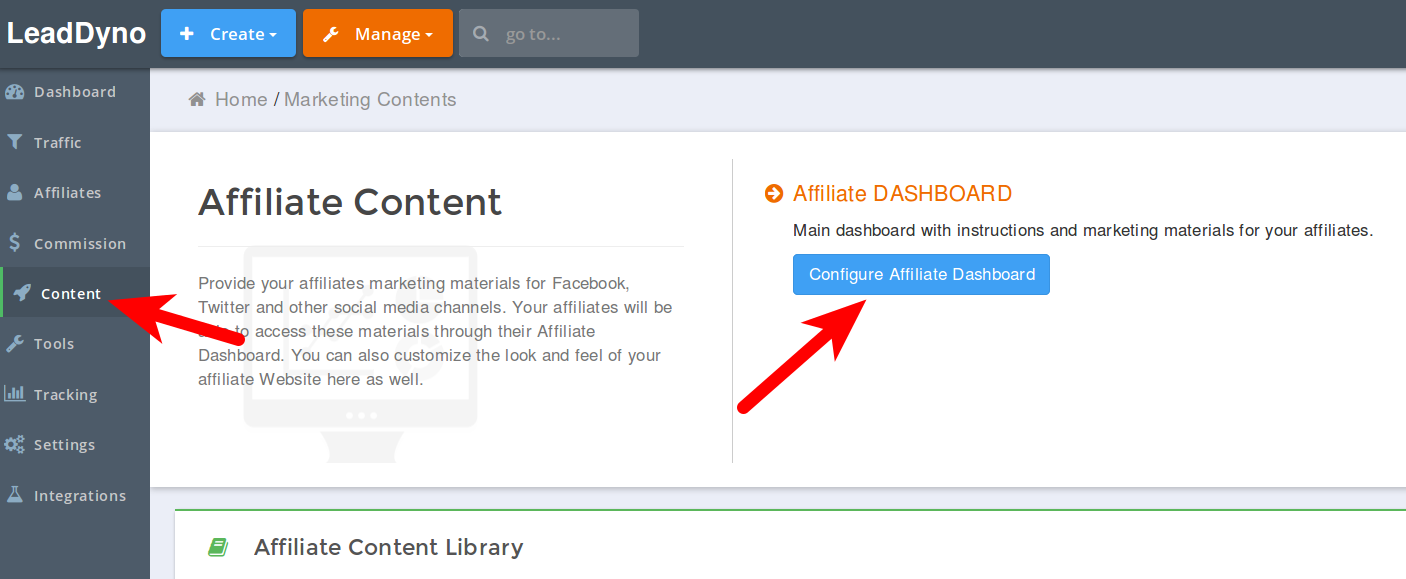 LeadDyno
Create
Manage
go to...
Dashboard
Traffic
Affiliates
Commission
Content
Tools
Tracking
Settings
Integrations
Home / Marketing Contents
Affiliate Content
Provide your affiliates marketing materials for Facebook,
Twitter and other social media channels. Your affiliates will be
able to access these materials through their Affiliate
Dashboard. You can also customize the look and feel of your
affiliate Website here as well.
Affiliate DASHBOARD
Main dashboard with instructions and marketing materials for your affiliates.
Configure Affiliate Dashboard
Affiliate Content Library